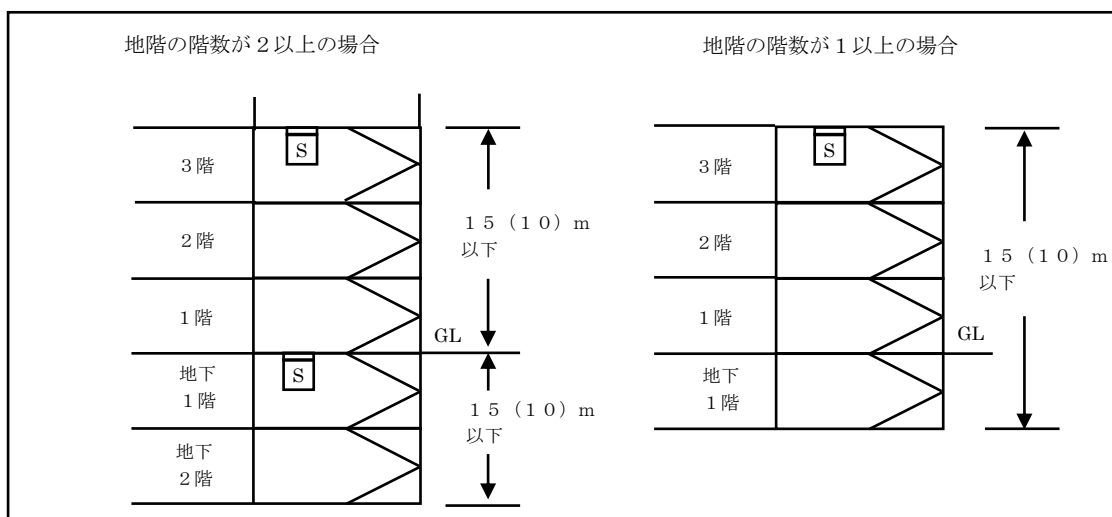 地階の階数が２以上の場合
S
３階
２階
１階
地下
１階
地下
２階
S
GL
１５（１０）ｍ
以下
１５（１０）ｍ
以下
地階の階数が１以上の場合
S
３階
２階
１階
地下
１階
GL
１５（１０）ｍ
以下